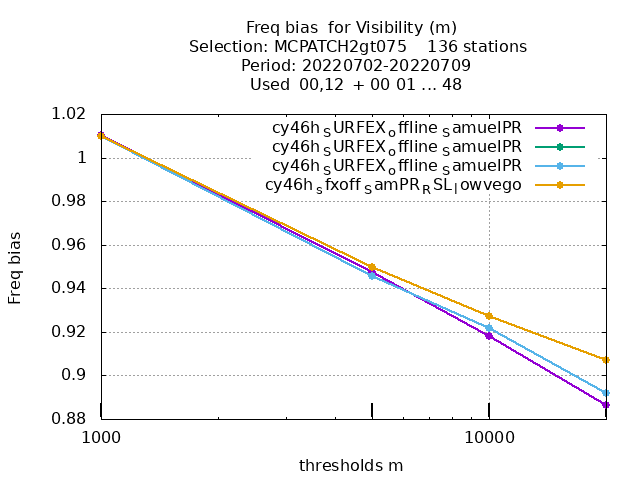 Freq bias  for Visibility (m)
Selection: MCPATCH2gt075    136 stations
Period: 20220702-20220709
Used  00,12  + 00 01 ... 48
cy46h_SURFEX_offline_SamuelPR
cy46h_SURFEX_offline_SamuelPR
cy46h_SURFEX_offline_SamuelPR
cy46h_sfxoff_SamPR_RSL_lowvego
1.02
1
0.98
0.96
0.94
0.92
0.9
0.88
Freq bias
1000
10000
thresholds m